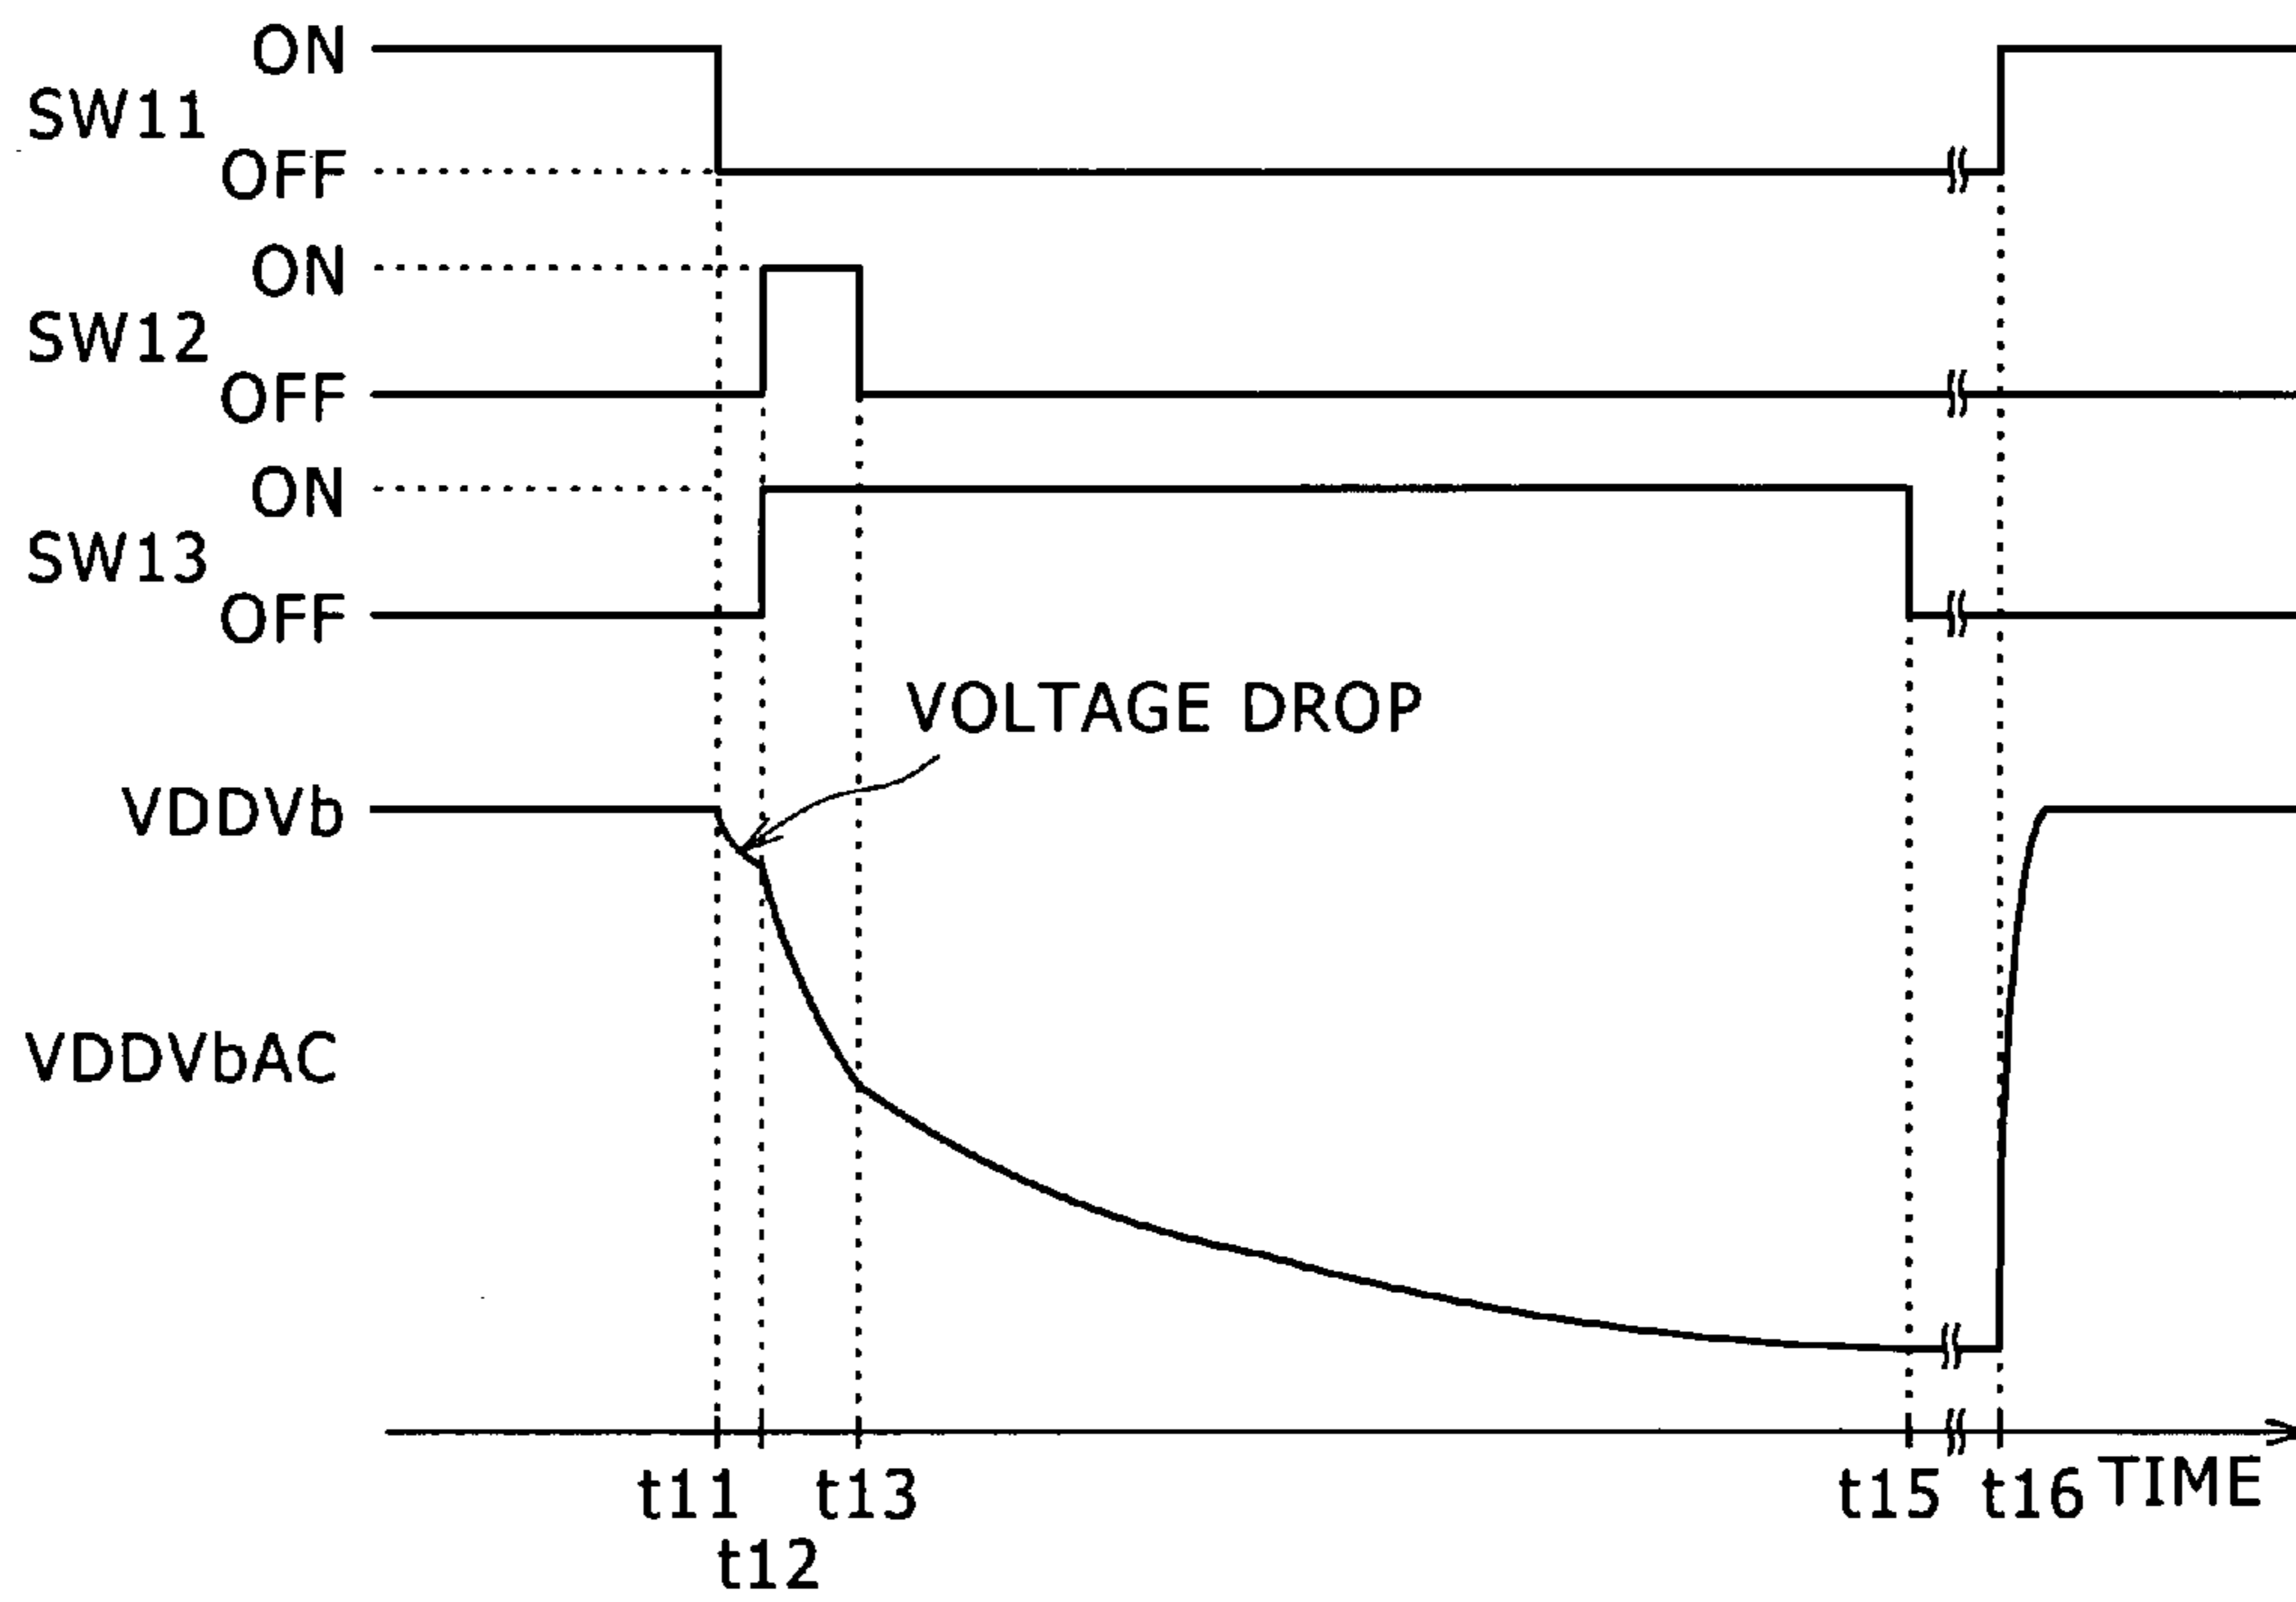 ON
SW11
OFF
ON
SW12
OFF
ON
SW13
OFF
VOLTAGE DROP
VDDVb
VDDVbAC
t11 t13 t15 t16 TIME
t12